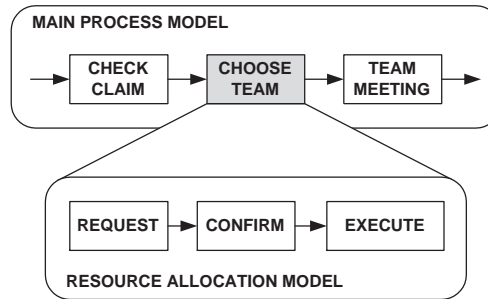 MAIN PROCESS MODEL
CHECK
CLAIM
CHOOSE
TEAM
TEAM
MEETING
REQUEST
CONFIRM
EXECUTE
RESOURCE ALLOCATION MODEL